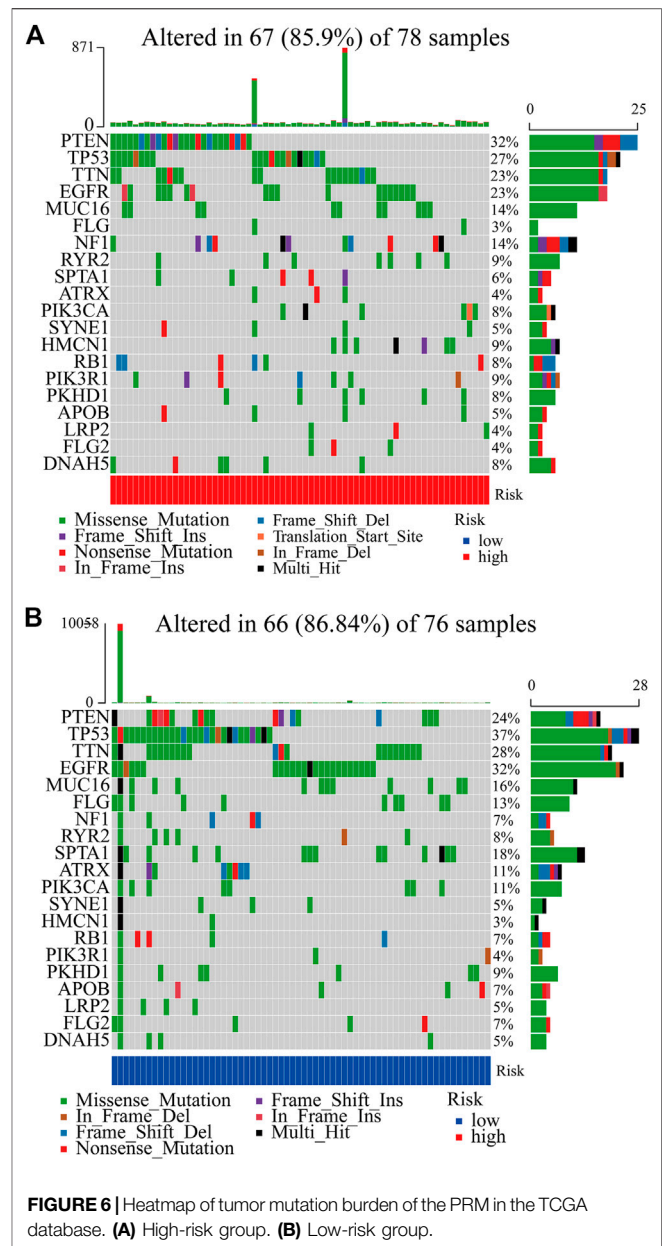 A
Altered in 67 (85.9%) of 78 samples
871
0
0 25
PTEN 32%
TP53 27%
TTN 23%
EGFR 23%
MUC16 14%
FLG 3%
NF1 14%
RYR2 9%
SPTA1 6%
ATRX 4%
PIK3CA 8%
SYNE1 5%
HMCN1 9%
RB1 8%
PIK3R1 9%
PKHD1 8%
APOB 5%
LRP2 4%
FLG2 4%
DNAH5 8%
Risk
Missense_Mutation
Frame_Shift_Ins
Nonsense_Mutation
In_Frame_Ins
Frame_Shift_Del
Translation_Start_Site
In_Frame_Del
Multi_Hit
Risk
low
high
B
Altered in 66 (86.84%) of 76 samples
10058
0
0 28
PTEN 24%
TP53 37%
TTN 28%
EGFR 32%
MUC16 16%
FLG 13%
NF1 7%
RYR2 8%
SPTA1 18%
ATRX 11%
PIK3CA 11%
SYNE1 5%
HMCN1 3%
RB1 7%
PIK3R1 4%
PKHD1 9%
APOB 7%
LRP2 5%
FLG2 7%
DNAH5 5%
Risk
Missense_Mutation
In_Frame_Del
Frame_Shift_Del
Nonsense_Mutation
Frame_Shift_Ins
In_Frame_Ins
Multi_Hit
Risk
low
high
FIGURE 6 | Heatmap of tumor mutation burden of the PRM in the TCGA
database. (A) High-risk group. (B) Low-risk group.